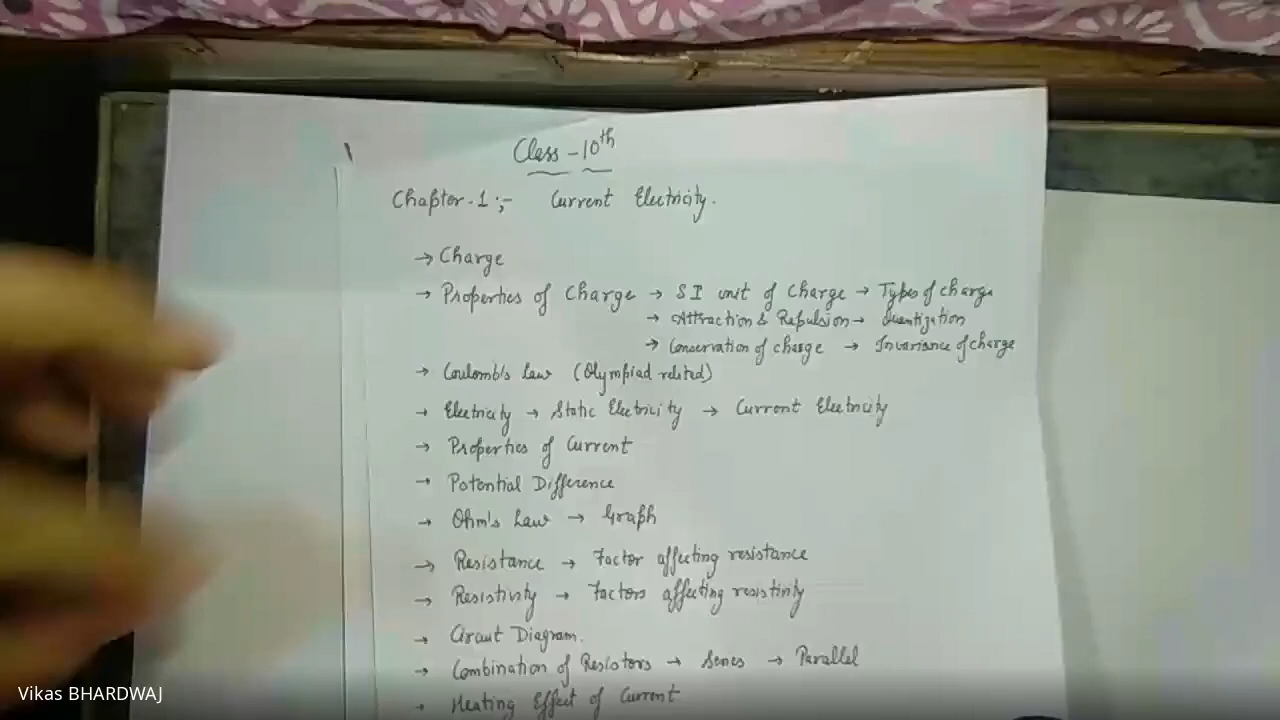 Class - 10th
Chapter-1 :- Current Electricity.
→ Charge
→ Properties of Charge → SI unit of Charge → Types of charge
→ Attraction & Repulsion → Quantization
→ Conservation of charge → Invariance of charge
→ Coulomb's Law (Olympiad related)
→ Electricity → Static Electricity → Current Electricity
→ Properties of Current
→ Potential Difference
→ Ohm's Law → Graph
→ Resistance → Factor affecting resistance
→ Resistivity → Factors affecting resistivity
→ Circuit Diagram.
→ Combination of Resistors → Series → Parallel
→ Heating Effect of Current
Vikas BHARDWAJ